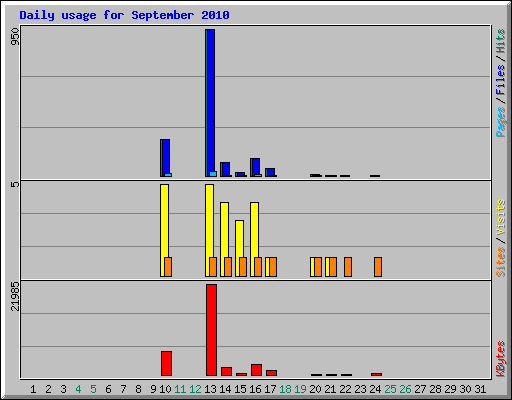 Daily usage for September 2010
950
Pages / Files / Hits
5
Sites / Visits
21985
KBytes
1 2 3 4 5 6 7 8 9 10 11 12 13 14 15 16 17 18 19 20 21 22 23 24 25 26 27 28 29 30 31